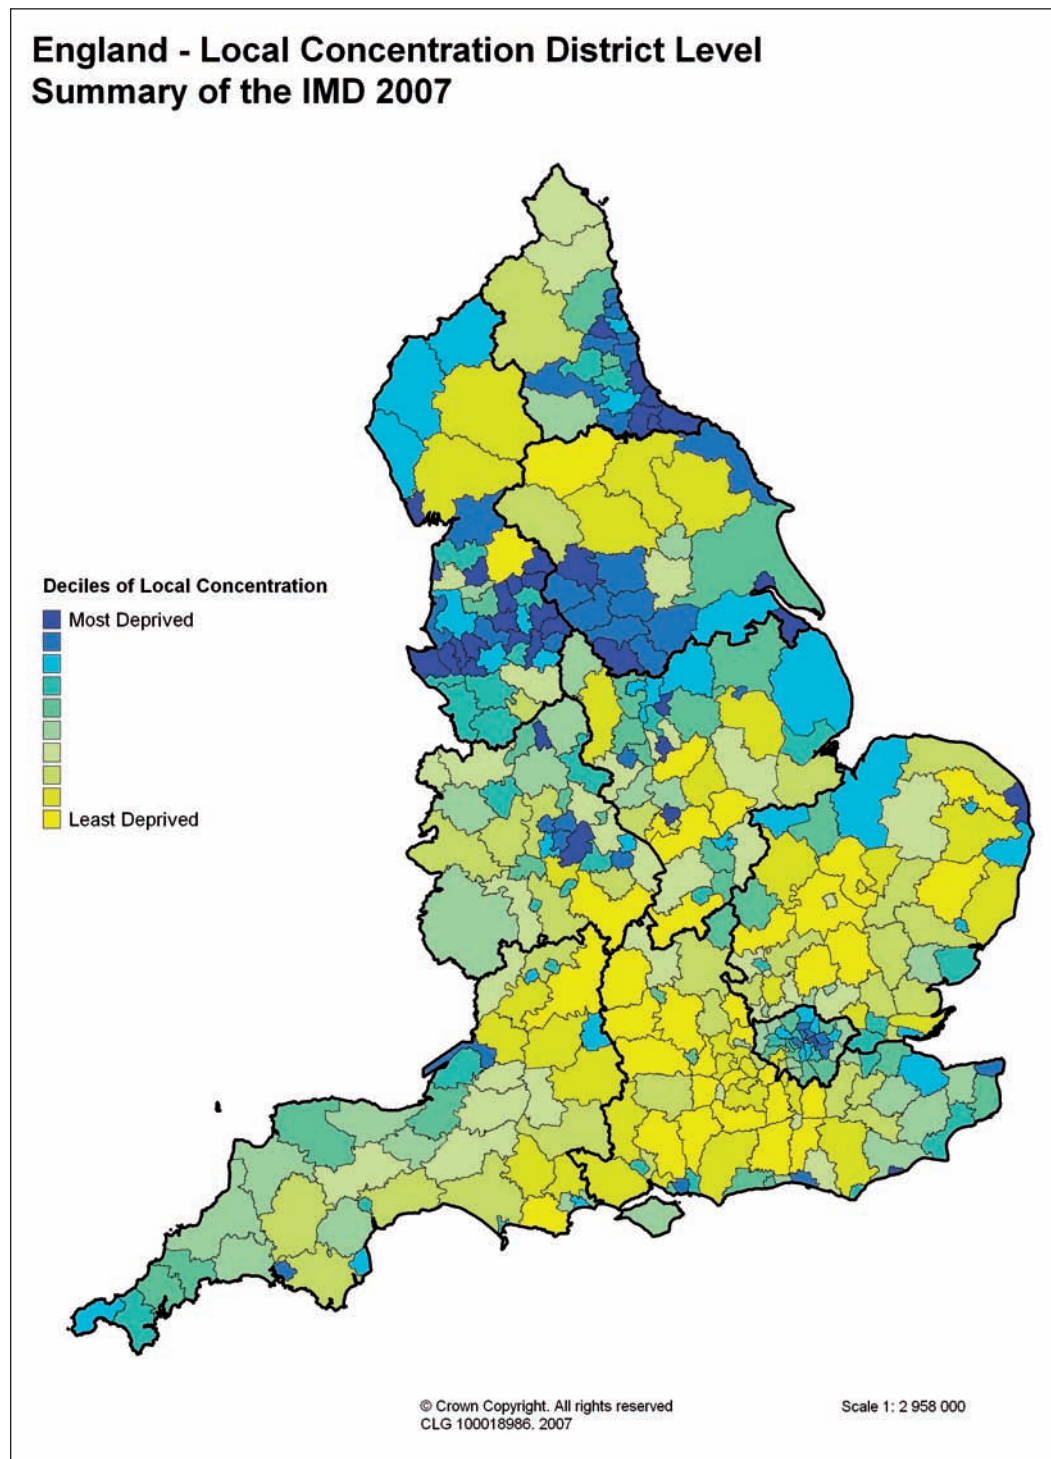 England - Local Concentration District Level
Summary of the IMD 2007
Deciles of Local Concentration
Most Deprived
Least Deprived
© Crown Copyright. All rights reserved
CLG 100018986. 2007
Scale 1: 2 958 000